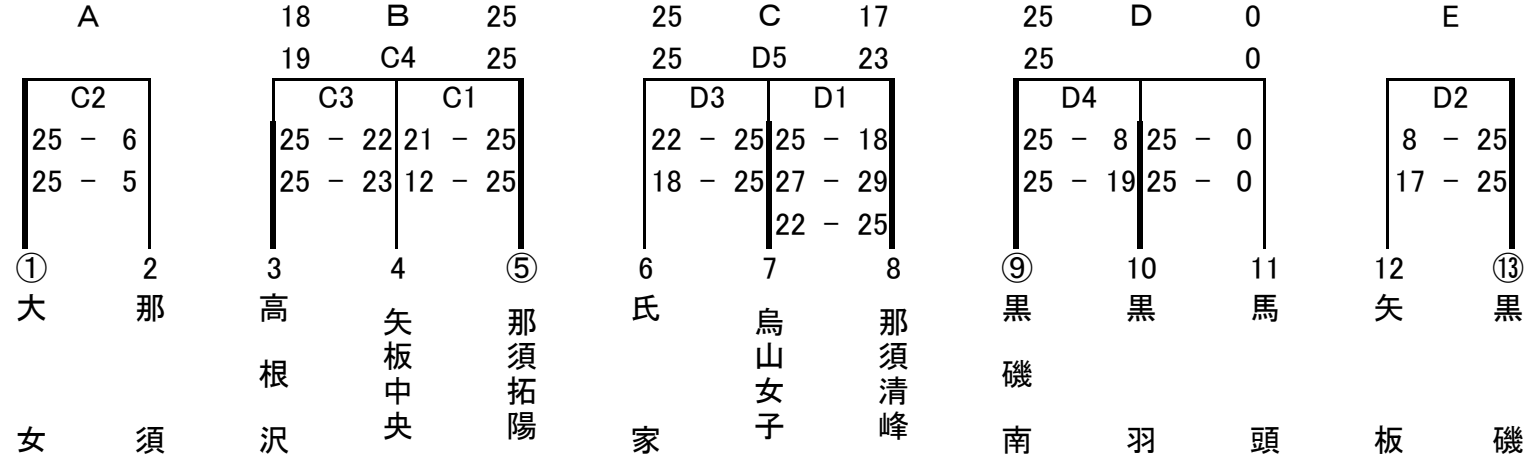 A 18 B 25 25 C 17 25 D 0 E
19 C4 25 25 D5 23 25 0
C2 C3 C1 D3 D1 D4 D2
25 － 6 25 － 22 21 － 25 22 － 25 25 － 18 25 － 8 25 － 0 8 － 25
25 － 5 25 － 23 12 － 25 18 － 25 27 － 29 25 － 19 25 － 0 17 － 25
22 － 25
① 2 3 4 ⑤ 6 7 8 ⑨ 10 11 12 ⑬
大女
那須
高根沢
矢板中央
那須拓陽
氏家
烏山女子
那須清峰
黒磯南
黒羽
馬頭
矢板
黒磯